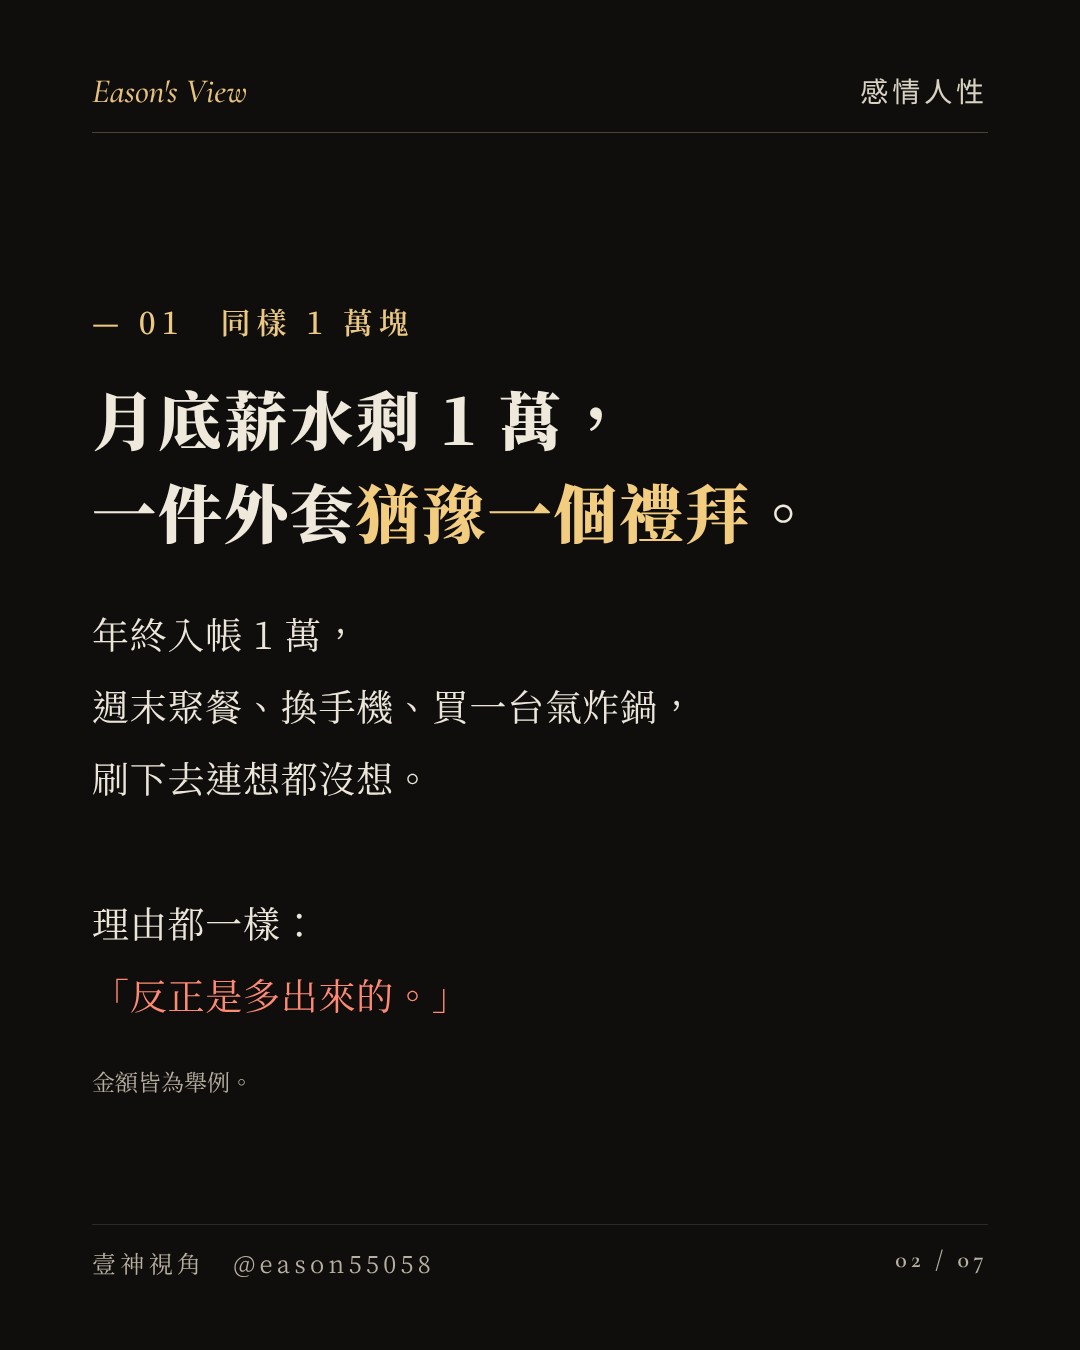 Eason's View
感情人性
— 01 同樣 1 萬塊
月底薪水剩 1 萬，
一件外套猶豫一個禮拜。
年終入帳 1 萬，
週末聚餐、換手機、買一台氣炸鍋，
刷下去連想都沒想。
理由都一樣：
「反正是多出來的。」
金額皆為舉例。
壹神視角 @eason55058
02 / 07